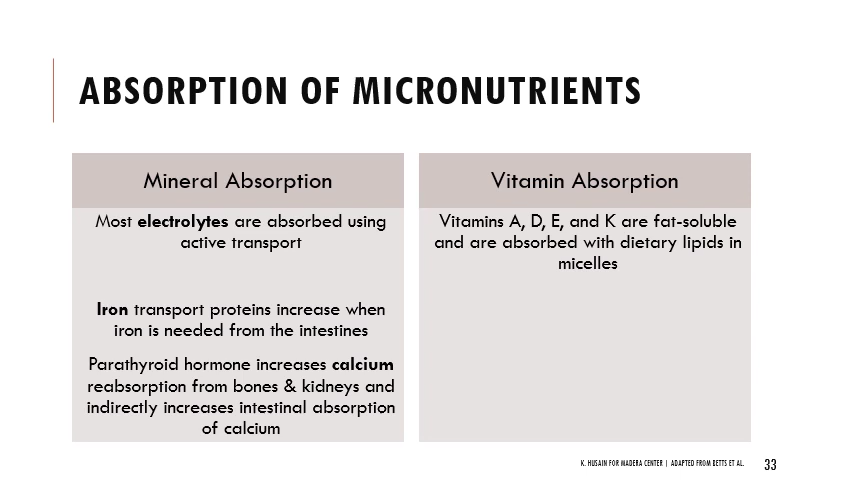 ABSORPTION OF MICRONUTRIENTS
Mineral Absorption
Most electrolytes are absorbed using
active transport
Iron transport proteins increase when
iron is needed from the intestines
Parathyroid hormone increases calcium
reabsorption from bones & kidneys and
indirectly increases intestinal absorption
of calcium
Vitamin Absorption
Vitamins A, D, E, and K are fat-soluble
and are absorbed with dietary lipids in
micelles
K. HUSAIN FOR MADERA CENTER | ADAPTED FROM BETTS ET AL.
33